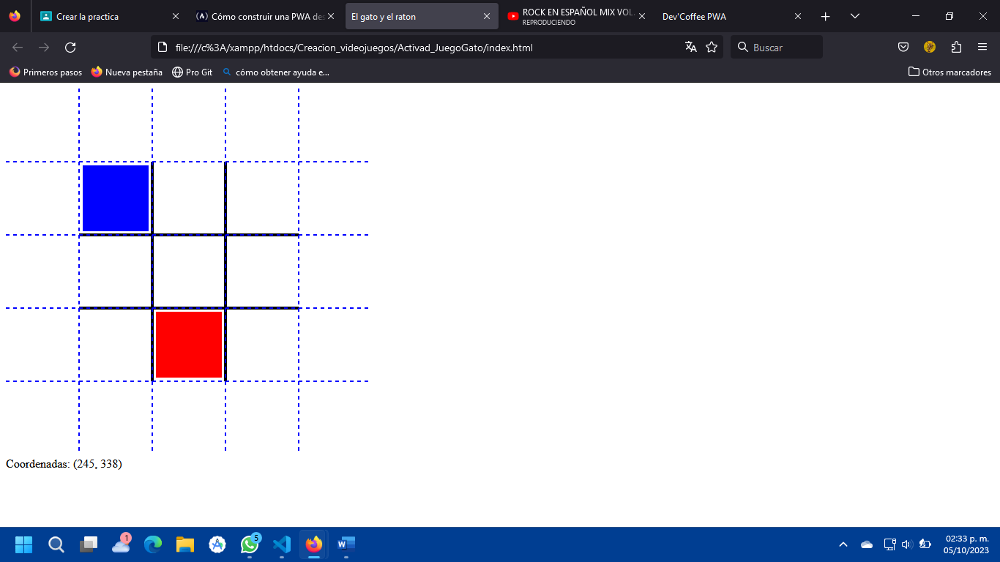 Crear la practica
Cómo construir una PWA des
El gato y el raton
ROCK EN ESPAÑOL MIX VOL.
REPRODUCIENDO
Dev'Coffee PWA
file:///c%3A/xampp/htdocs/Creacion_videojuegos/Activad_JuegoGato/index.html
Buscar
Primeros pasos
Nueva pestaña
Pro Git
cómo obtener ayuda e...
Otros marcadores
Coordenadas: (245, 338)
1
5
02:33 p. m.
05/10/2023